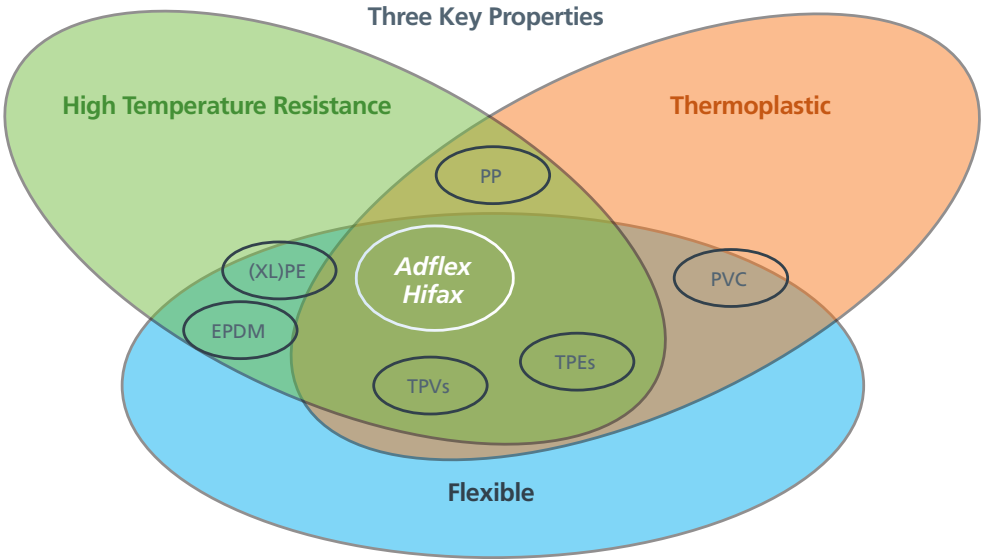 Three Key Properties
High Temperature Resistance
Thermoplastic
PP
(XL)PE
Adflex
Hifax
PVC
EPDM
TPEs
TPVs
Flexible